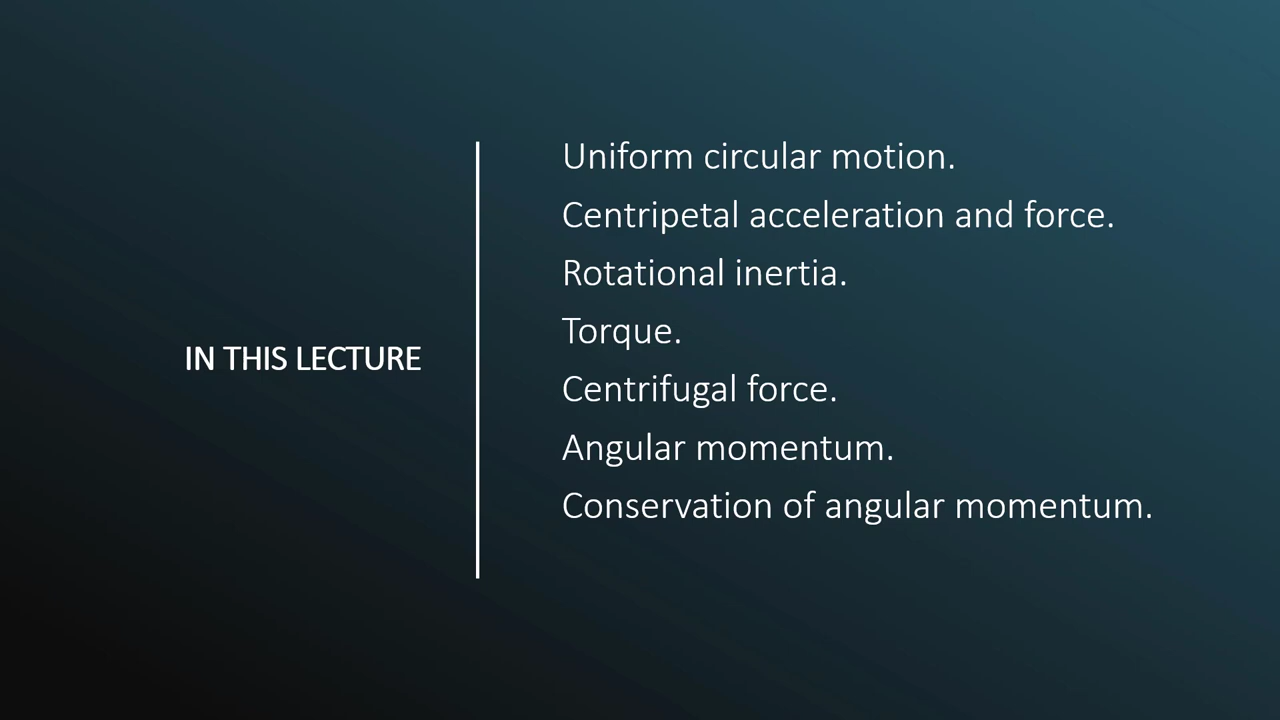 IN THIS LECTURE
Uniform circular motion.
Centripetal acceleration and force.
Rotational inertia.
Torque.
Centrifugal force.
Angular momentum.
Conservation of angular momentum.